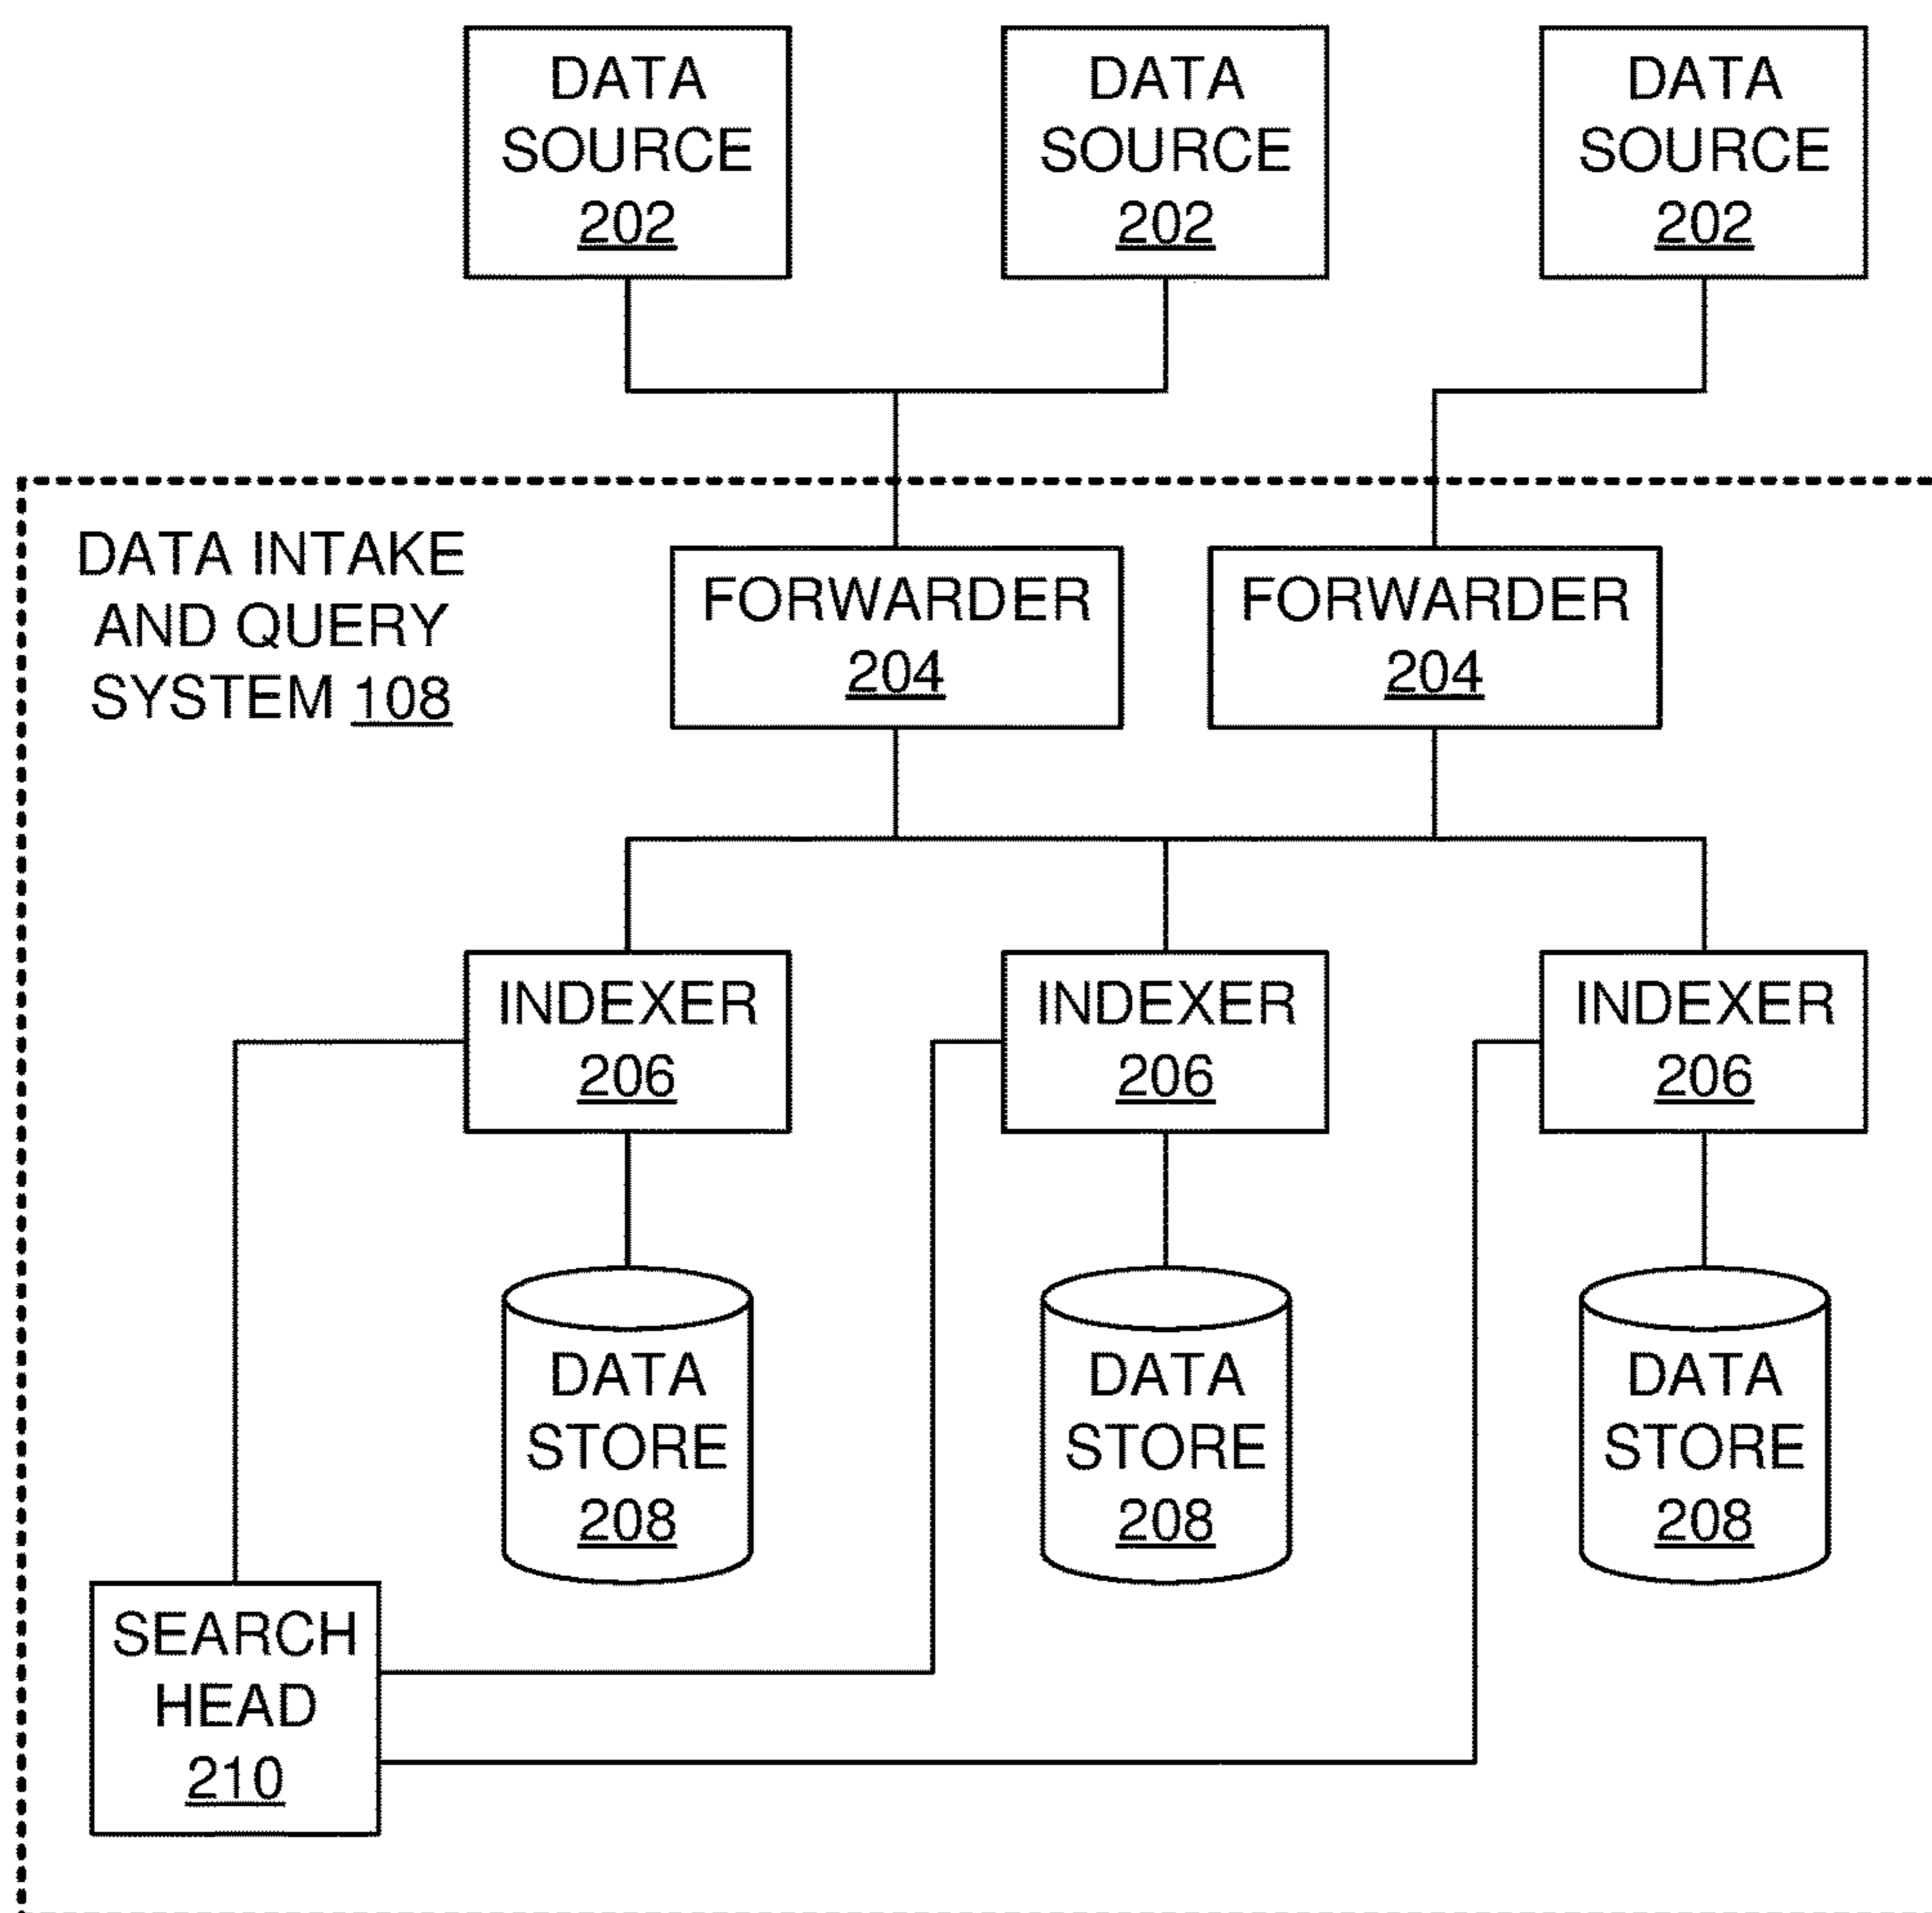 DATA
SOURCE
202
DATA
SOURCE
202
DATA
SOURCE
202
DATA INTAKE
AND QUERY
SYSTEM 108
FORWARDER
204
FORWARDER
204
INDEXER
206
INDEXER
206
INDEXER
206
DATA
STORE
208
DATA
STORE
208
DATA
STORE
208
SEARCH
HEAD
210